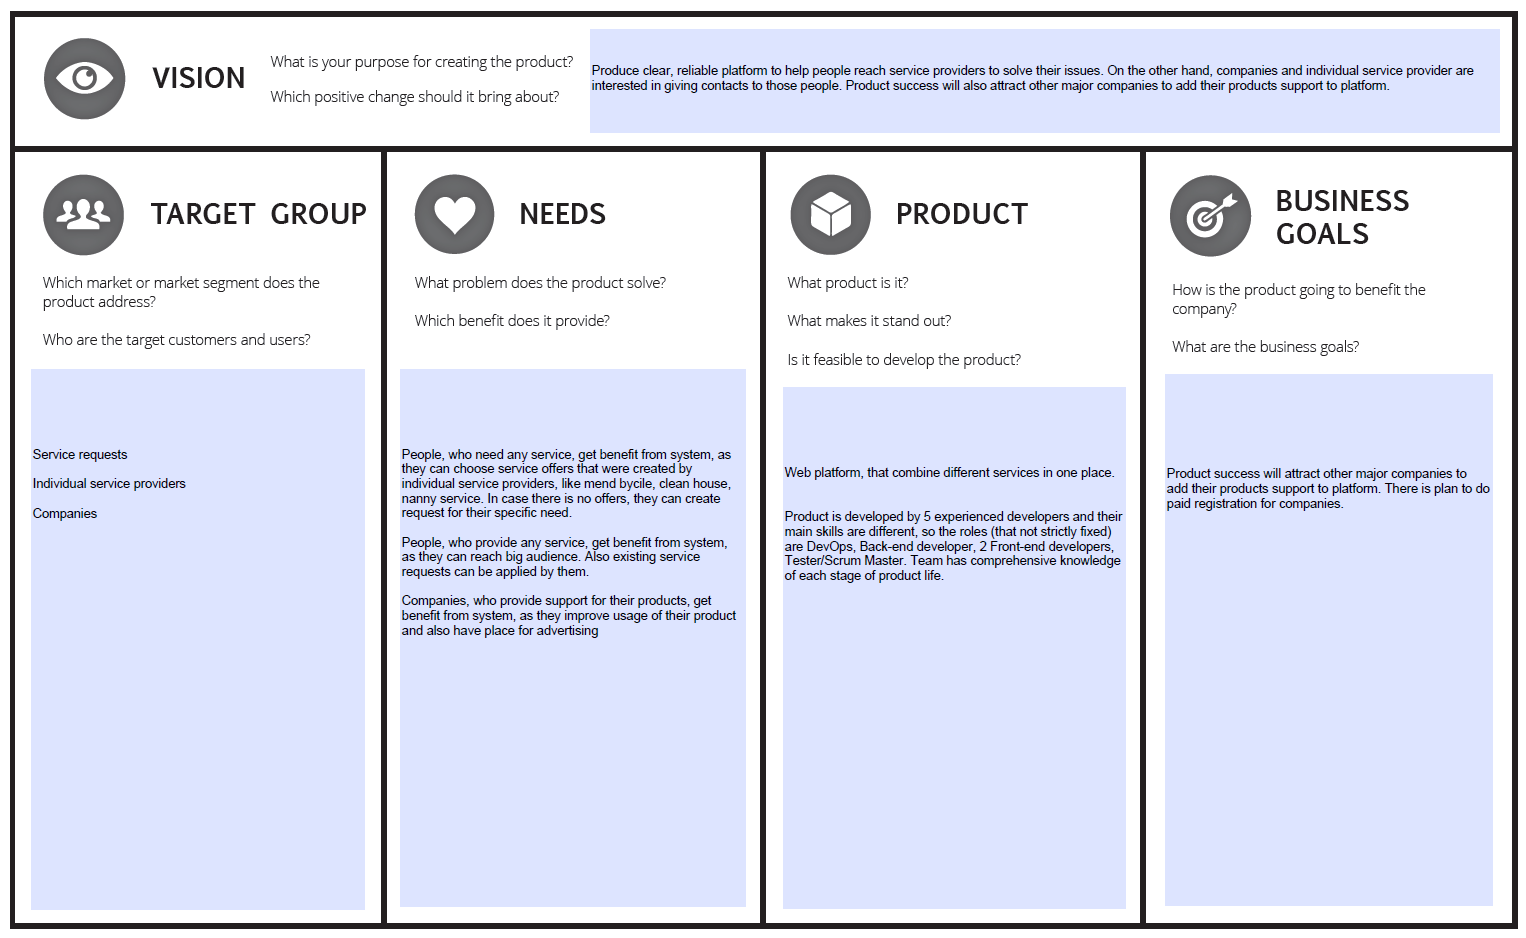 VISION
What is your purpose for creating the product?
Which positive change should it bring about?
Produce clear, reliable platform to help people reach service providers to solve their issues. On the other hand, companies and individual service provider are
interested in giving contacts to those people. Product success will also attract other major companies to add their products support to platform.
TARGET GROUP
Which market or market segment does the
product address?
Who are the target customers and users?
Service requests
Individual service providers
Companies
NEEDS
What problem does the product solve?
Which benefit does it provide?
People, who need any service, get benefit from system, as
they can choose service offers that were created by
individual service providers, like mend bycile, clean house,
nanny service. In case there is no offers, they can create
request for their specific need.
People, who provide any service, get benefit from system,
as they can reach big audience. Also existing service
requests can be applied by them.
Companies, who provide support for their products, get
benefit from system, as they improve usage of their product
and also have place for advertising
PRODUCT
What product is it?
What makes it stand out?
Is it feasible to develop the product?
Web platform, that combine different services in one place.
Product is developed by 5 experienced developers and their
main skills are different, so the roles (that not strictly fixed)
are DevOps, Back-end developer, 2 Front-end developers,
Tester/Scrum Master. Team has comprehensive knowledge
of each stage of product life.
BUSINESS
GOALS
How is the product going to benefit the
company?
What are the business goals?
Product success will attract other major companies to
add their products support to platform. There is plan to do
paid registration for companies.